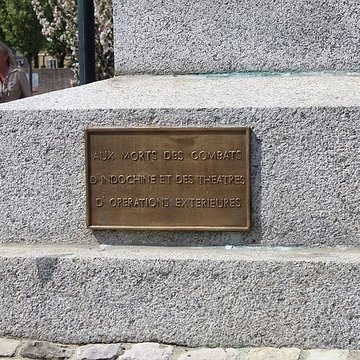 AUX MORTS DES COMBATS
D'INDOCHINE ET DES THEATRES
D'OPERATIONS EXTERIEURES